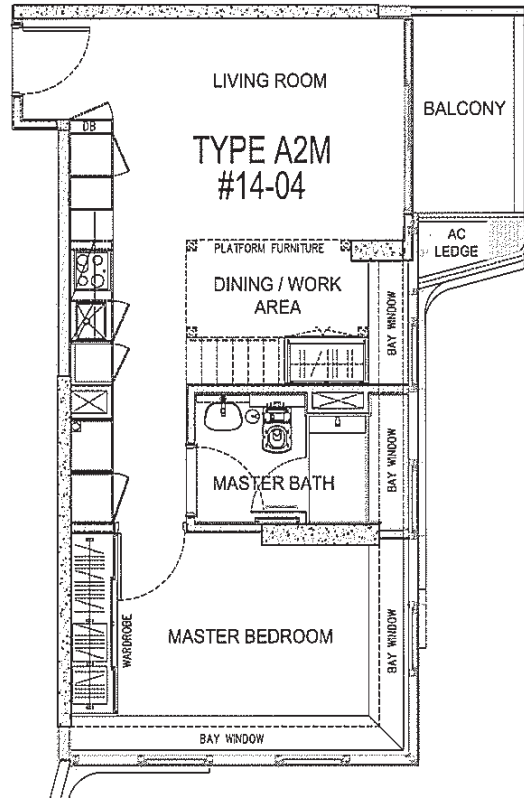 LIVING ROOM
BALCONY
DB
TYPE A2M
#14-04
AC
LEDGE
PLATFORM FURNITURE
DINING / WORK
AREA
BAY WINDOW
MASTER BATH
BAY WINDOW
MASTER BEDROOM
WARDROBE
BAY WINDOW
BAY WINDOW